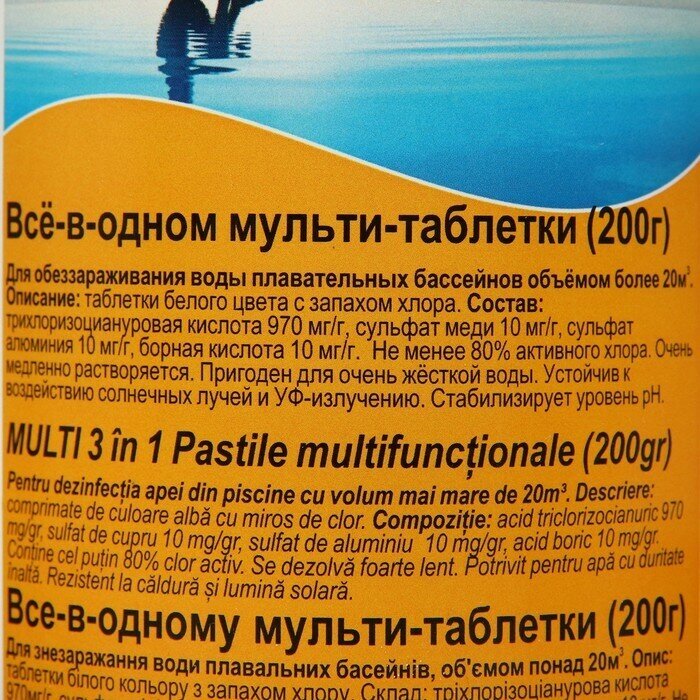 Всё-в-одном мульти-таблетки (200г)
Для обеззараживания воды плавательных бассейнов объёмом более 20м³.
Описание: таблетки белого цвета с запахом хлора. Состав:
трихлоризоциануровая кислота 970 мг/г, сульфат меди 10 мг/г, сульфат
алюминия 10 мг/г, борная кислота 10 мг/г. Не менее 80% активного хлора. Очень
медленно растворяется. Пригоден для очень жёсткой воды. Устойчив к
воздействию солнечных лучей и УФ-излучению. Стабилизирует уровень pH.
MULTI 3 în 1 Pastile multifuncționale (200gr)
Pentru dezinfecția apei din piscine cu volum mai mare de 20m³. Descriere:
comprimate de culoare albă cu miros de clor. Compoziție: acid triclorizocianuric 970
mg/gr, sulfat de cupru 10 mg/gr, sulfat de aluminiu 10 mg/gr, acid boric 10 mg/gr.
Conține cel puțin 80% clor activ. Se dezolvă foarte lent. Potrivit pentru apă cu duritate
inaltă. Rezistent la căldură și lumină solară.
Все-в-одному мульти-таблетки (200г)
Для знезаражання води плавальних басейнів, об'ємом понад 20м³. Опис:
таблетки білого кольору з запахом хлору. Склад: тріхлорізоціанурова кислота
970мг/г,